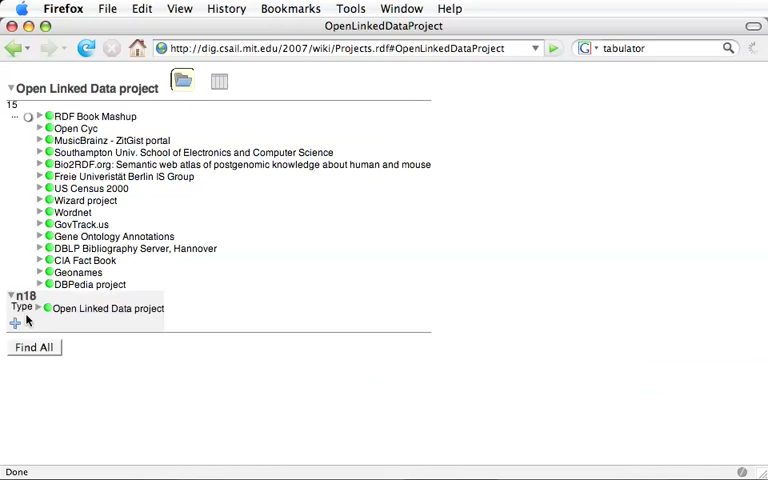 Firefox File Edit View History Bookmarks Tools Window Help
OpenLinkedDataProject
http://dig.csail.mit.edu/2007/wiki/Projects.rdf#OpenLinkedDataProject G tabulator
Open Linked Data project
15
... RDF Book Mashup
Open Cyc
MusicBrainz - ZitGist portal
Southampton Univ. School of Electronics and Computer Science
Bio2RDF.org: Semantic web atlas of postgenomic knowledge about human and mouse
Freie Univeristät Berlin IS Group
US Census 2000
Wizard project
Wordnet
GovTrack.us
Gene Ontology Annotations
DBLP Bibliography Server, Hannover
CIA Fact Book
Geonames
DBPedia project
n18
Type Open Linked Data project
Find All
Done